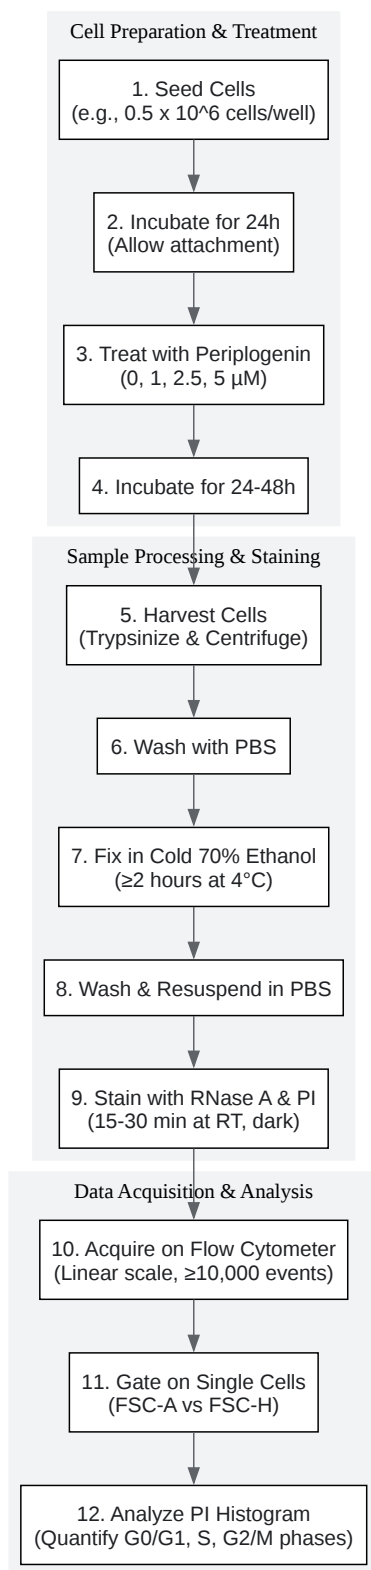 Cell Preparation & Treatment
1. Seed Cells
(e.g., 0.5 x 10^6 cells/well)
2. Incubate for 24h
(Allow attachment)
3. Treat with Periplogenin
(0, 1, 2.5, 5 µM)
4. Incubate for 24-48h
Sample Processing & Staining
5. Harvest Cells
(Trypsinize & Centrifuge)
6. Wash with PBS
7. Fix in Cold 70% Ethanol
(≥2 hours at 4°C)
8. Wash & Resuspend in PBS
9. Stain with RNase A & PI
(15-30 min at RT, dark)
Data Acquisition & Analysis
10. Acquire on Flow Cytometer
(Linear scale, ≥10,000 events)
11. Gate on Single Cells
(FSC-A vs FSC-H)
12. Analyze PI Histogram
(Quantify G0/G1, S, G2/M phases)